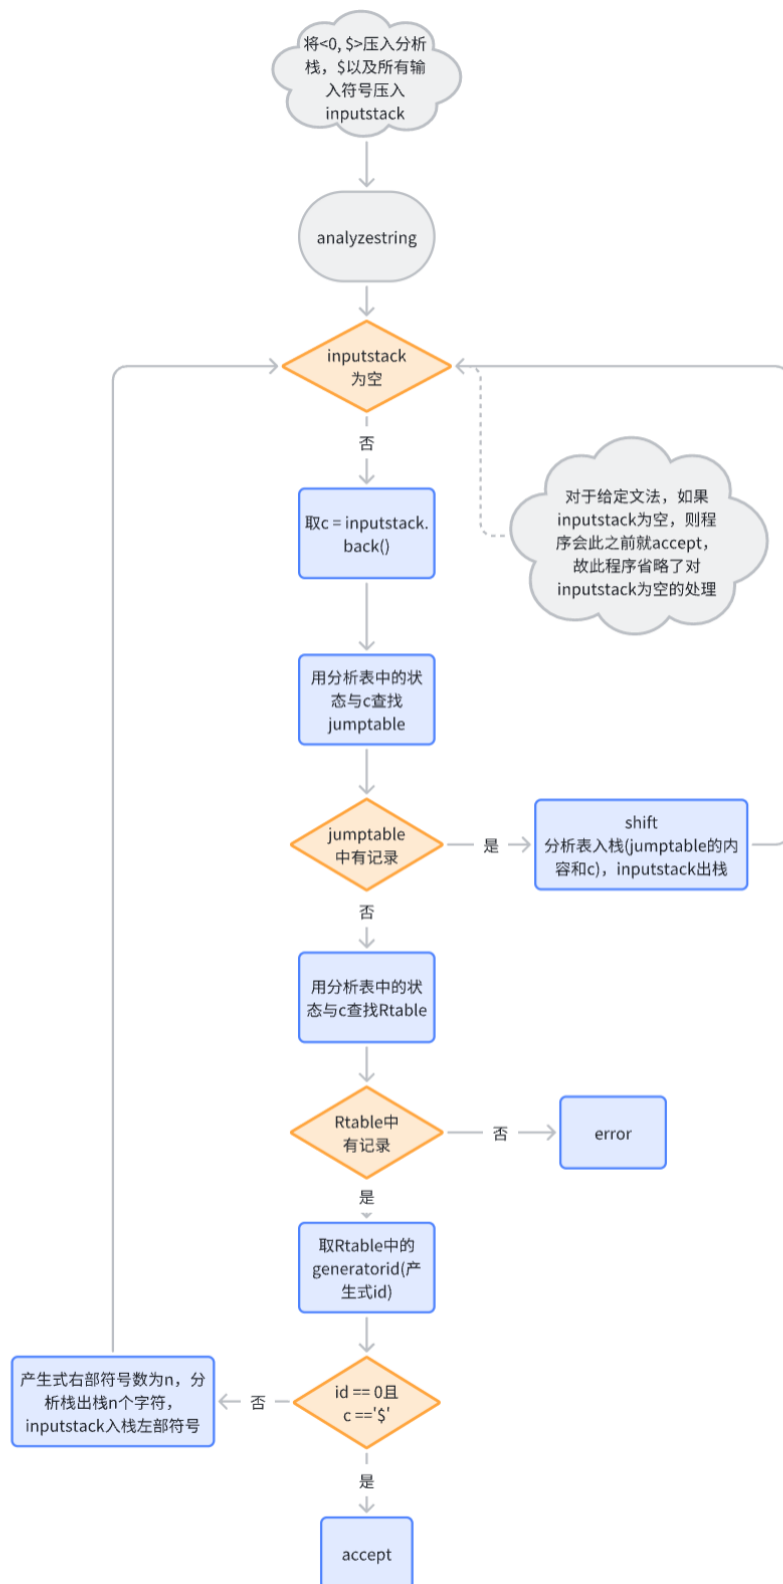 将<0, $>压入分析
栈，$以及所有输
入符号压入
inputstack
analyzestring
inputstack
为空
否
取c = inputstack.
back()
对于给定文法，如果
inputstack为空，则程
序会此之前就accept，
故此程序省略了对
inputstack为空的处理
用分析表中的状
态与c查找
jumptable
jumptable
中有记录
是
shift
分析表入栈(jumptable的内
容和c)，inputstack出栈
否
用分析表中的状
态与c查找Rtable
Rtable中
有记录
否
error
是
取Rtable中的
generatorid(产
生式id)
id == 0且
c =='$'
否
产生式右部符号数为n，分
析栈出栈n个字符，
inputstack入栈左部符号
是
accept